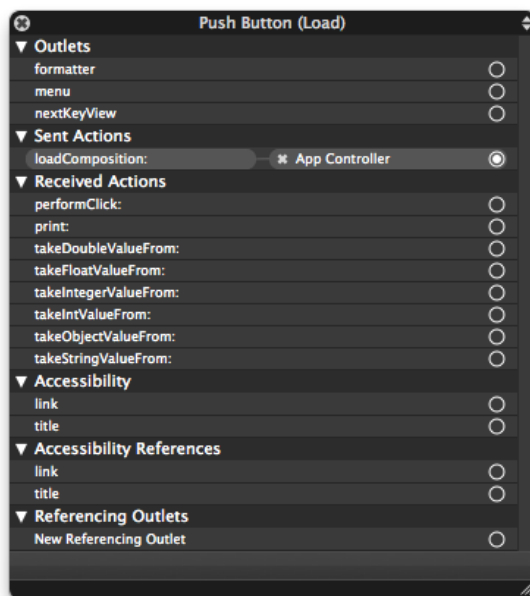 Push Button (Load)
Outlets
formatter
menu
nextKeyView
Sent Actions
loadComposition: App Controller
Received Actions
performClick:
print:
takeDoubleValueFrom:
takeFloatValueFrom:
takeIntegerValueFrom:
takeIntValueFrom:
takeObjectValueFrom:
takeStringValueFrom:
Accessibility
link
title
Accessibility References
link
title
Referencing Outlets
New Referencing Outlet